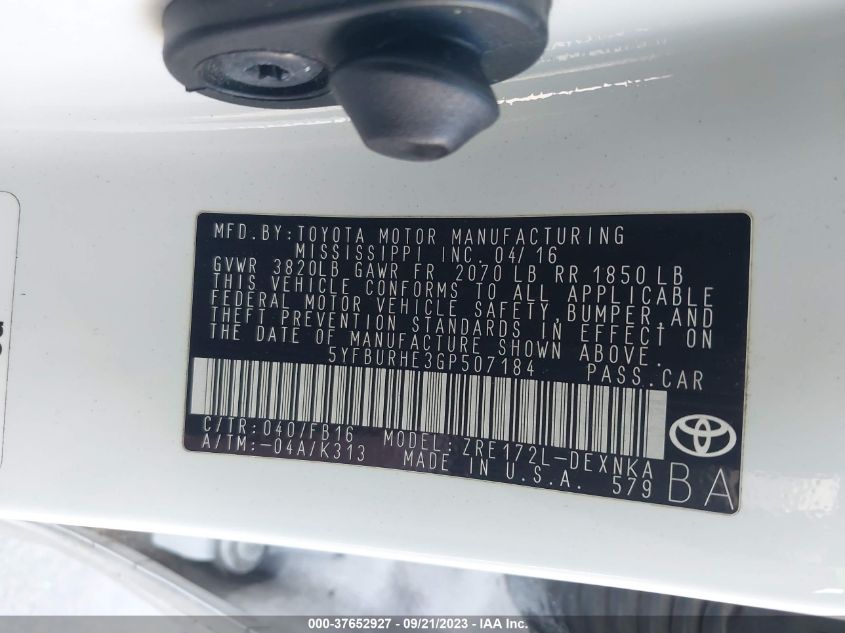 MFD. BY: TOYOTA MOTOR MANUFACTURING
MISSISSIPPI INC. 04/16
GVWR 3820LB GAWR FR 2070 LB RR 1850 LB
THIS VEHICLE CONFORMS TO ALL APPLICABLE
FEDERAL MOTOR VEHICLE SAFETY, BUMPER AND
THEFT PREVENTION STANDARDS IN EFFECT ON
THE DATE OF MANUFACTURE SHOWN ABOVE.
5YFBURHE3GP507184 PASS. CAR
C/TR: 040/FB16 MODEL: ZRE172L-DEXNKA
A/TM: -04A/K313 MADE IN U.S.A. 579
BA
000-37652927 - 09/21/2023 - IAA Inc.